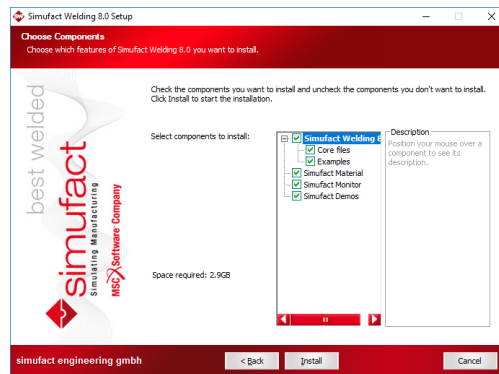 Simufact Welding 8.0 Setup
Choose Components
Choose which features of Simufact Welding 8.0 you want to install.
Check the components you want to install and uncheck the components you don't want to install.
Click Install to start the installation.
Select components to install:
Simufact Welding 8
Core files
Examples
Simufact Material
Simufact Monitor
Simufact Demos
Description
Position your mouse over a
component to see its
description.
Space required: 2.9GB
best welded
simufact
Simulating Manufacturing
MSC Software Company
simufact engineering gmbh
< Back
Install
Cancel